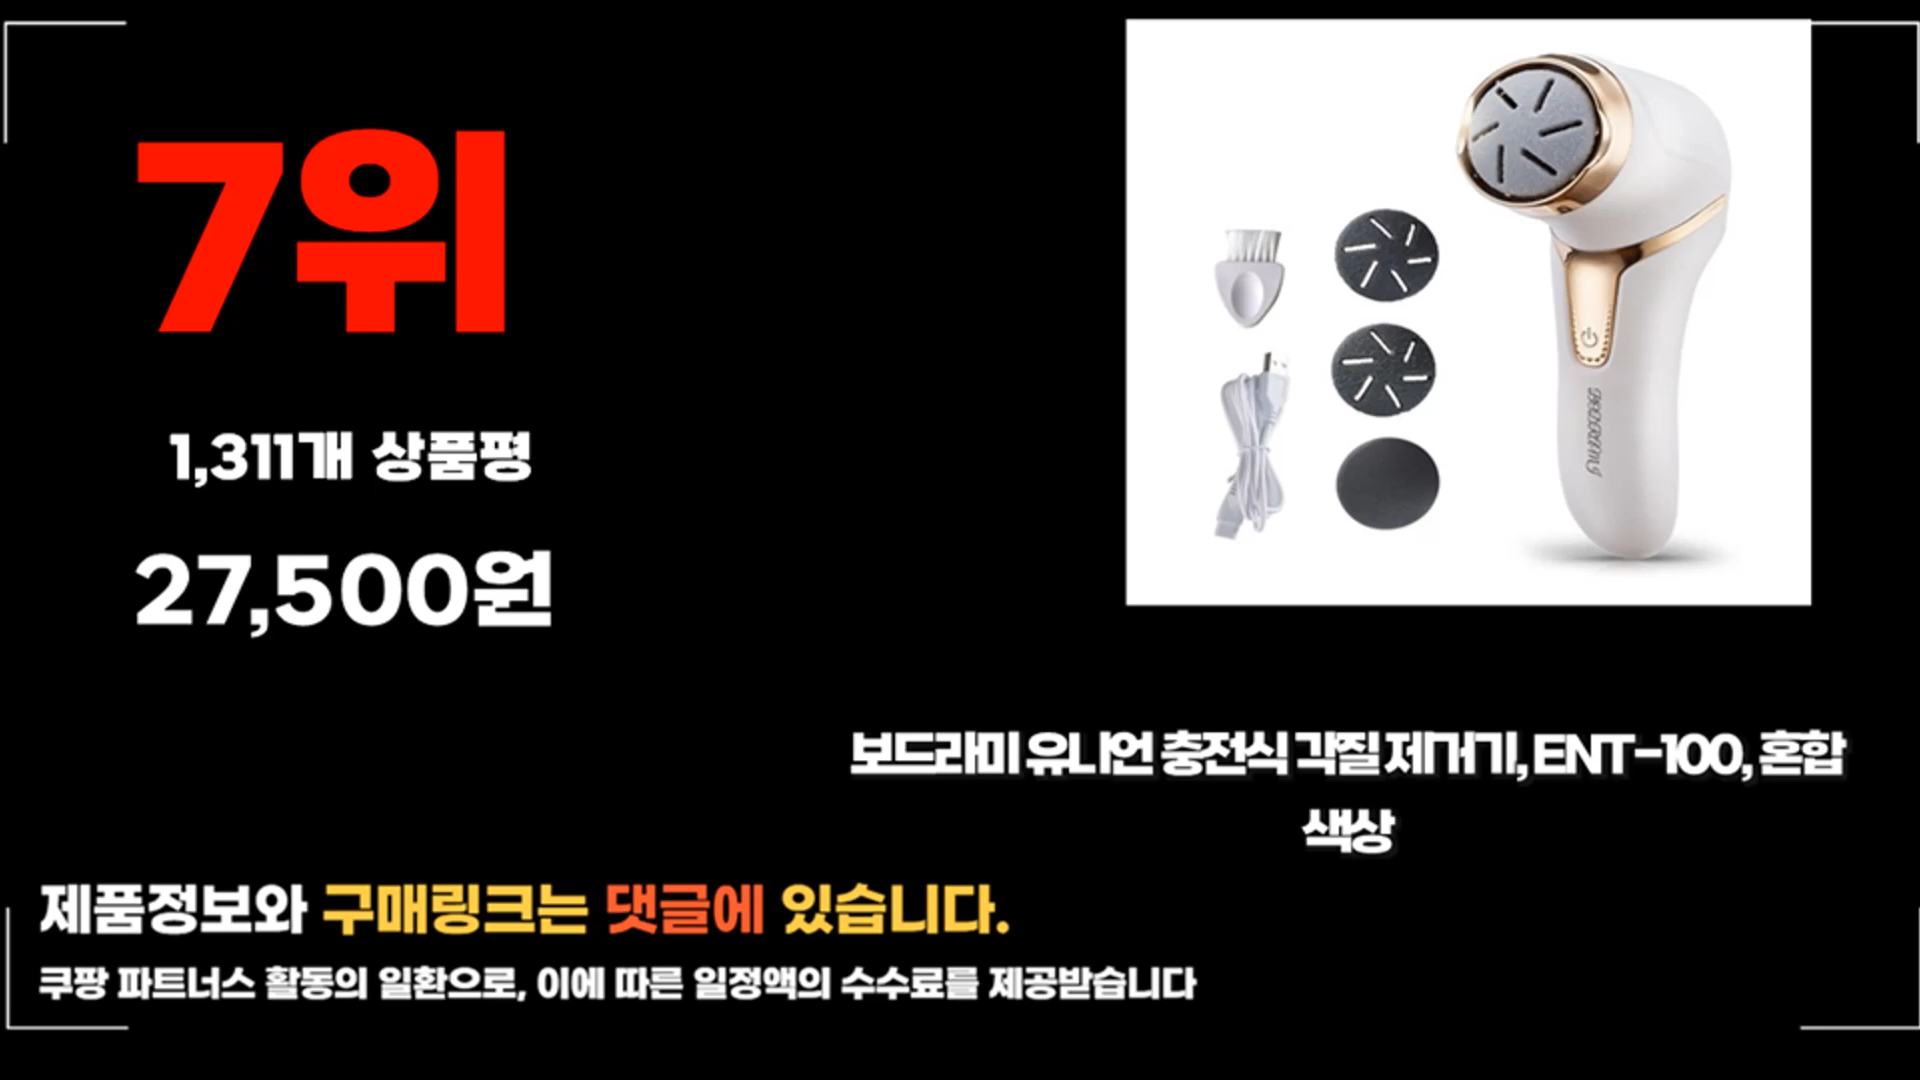 7위
1,311개 상품평
27,500원
보드래미 유니언 충전식 각질 제거기, ENT-100, 혼합
색상
제품정보와 구매링크는 댓글에 있습니다.
쿠팡 파트너스 활동의 일환으로, 이에 따른 일정액의 수수료를 제공받습니다